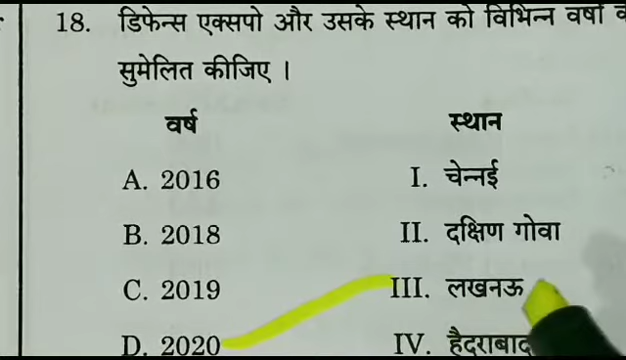 18. डिफेन्स एक्सपो और उसके स्थान को विभिन्न वर्षों
सुमेलित कीजिए ।
वर्ष स्थान
A. 2016 I. चेन्नई
B. 2018 II. दक्षिण गोवा
C. 2019 III. लखनऊ
D. 2020 IV. हैदराबाद